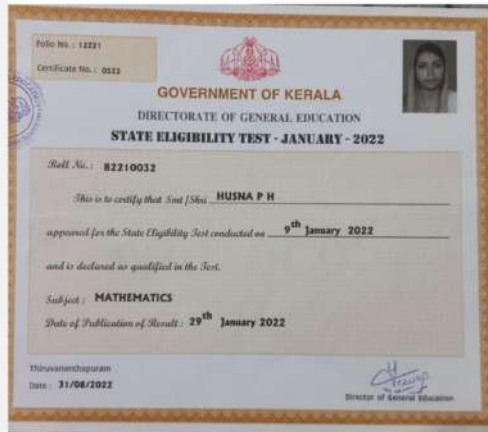 Folio No. : 12221
Certificate No. : 0523
GOVERNMENT OF KERALA
DIRECTORATE OF GENERAL EDUCATION
STATE ELIGIBILITY TEST - JANUARY - 2022
Roll No. : 82210032
This is to certify that Smt /Shri HUSNA P H
appeared for the State Eligibility Test conducted on 9th January 2022
and is declared as qualified in the Test.
Subject : MATHEMATICS
Date of Publication of Result : 29th January 2022
Thiruvananthapuram
Date : 31/08/2022
Director of General Education